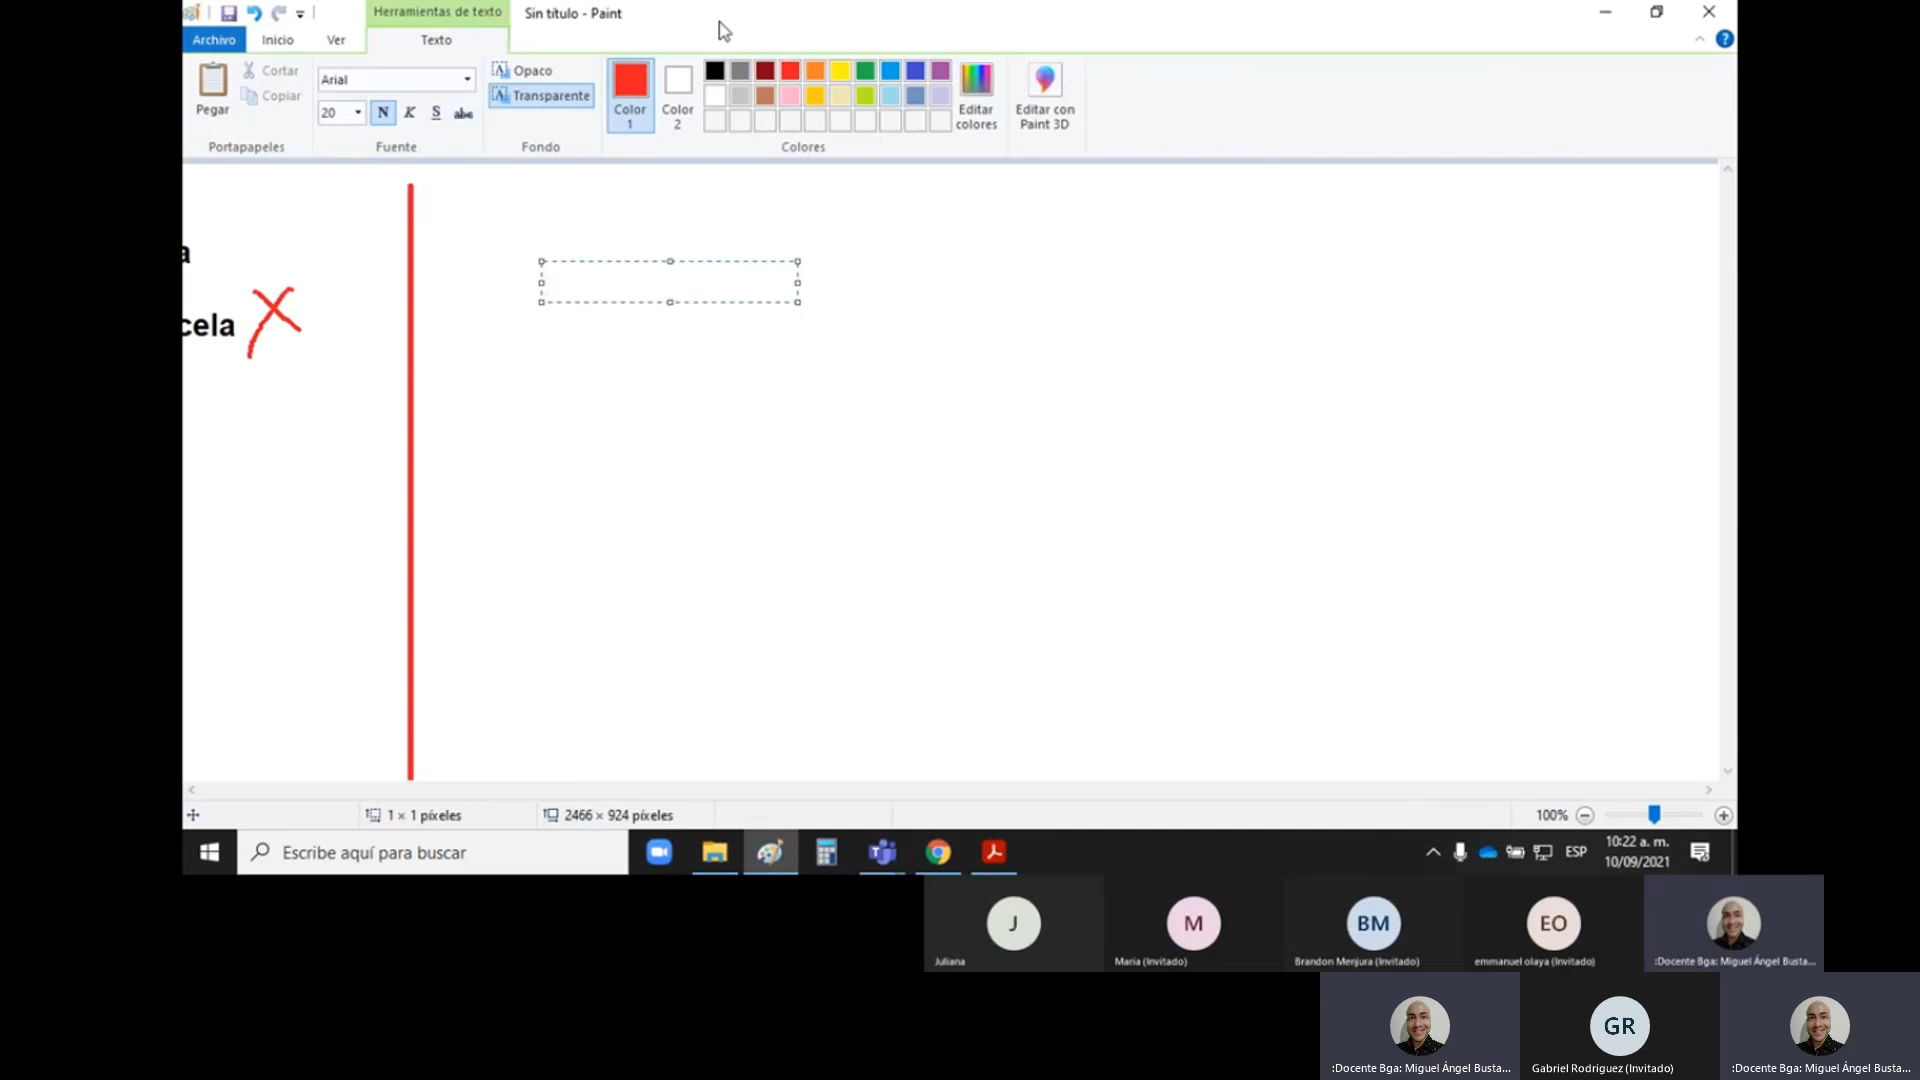 Herramientas de texto
Sin título - Paint
Archivo
Inicio
Ver
Texto
Pegar
Cortar
Copiar
Portapapeles
Arial
20
N K S abc
Fuente
Opaco
Transparente
Fondo
Color 1
Color 2
Colores
Editar colores
Editar con Paint 3D
a
cela X
1 × 1 píxeles
2466 × 924 píxeles
100%
Escribe aquí para buscar
ESP
10:22 a. m.
10/09/2021
J
Juliana
M
Maria (Invitado)
BM
Brandon Menjura (Invitado)
EO
emmanuel olaya (Invitado)
:Docente Bga: Miguel Ángel Busta...
:Docente Bga: Miguel Ángel Busta...
GR
Gabriel Rodriguez (Invitado)
:Docente Bga: Miguel Ángel Busta...